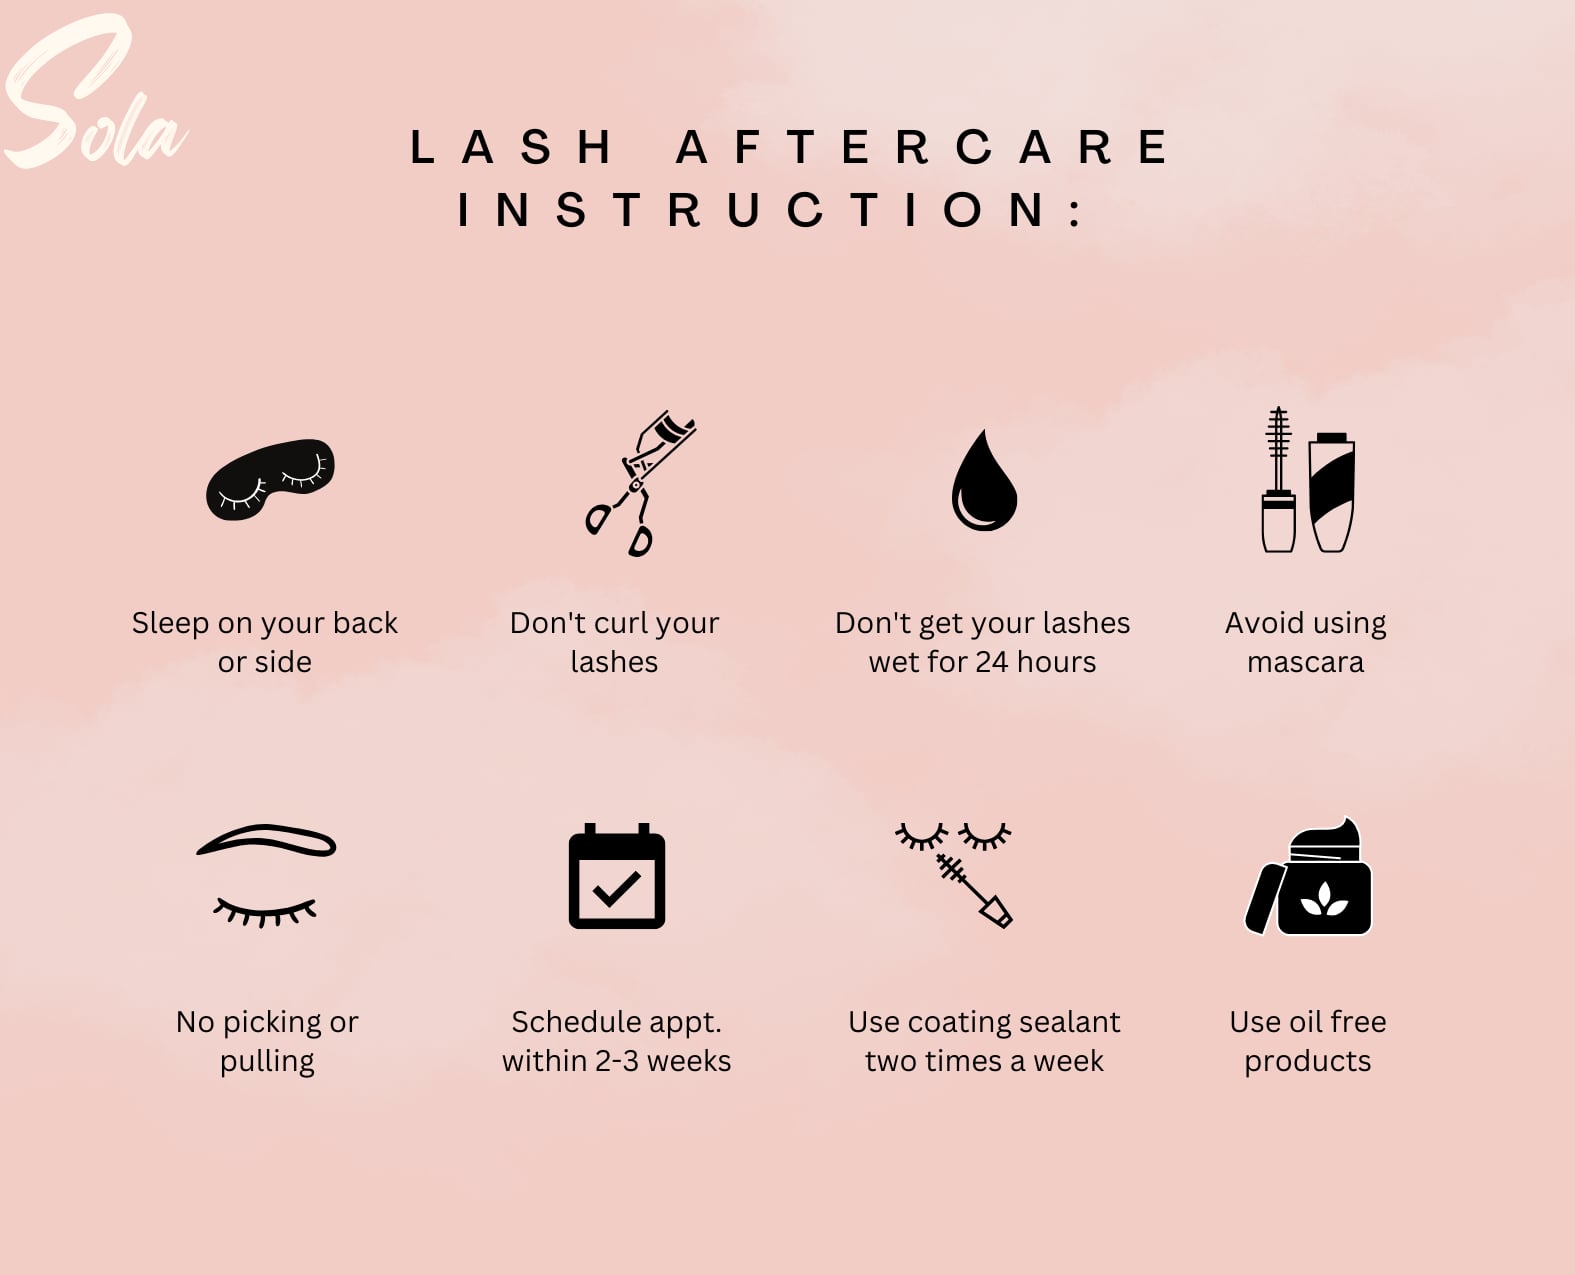 Sola
LASH AFTERCARE
INSTRUCTION:
Sleep on your back
or side
Don't curl your
lashes
Don't get your lashes
wet for 24 hours
Avoid using
mascara
No picking or
pulling
Schedule appt.
within 2-3 weeks
Use coating sealant
two times a week
Use oil free
products